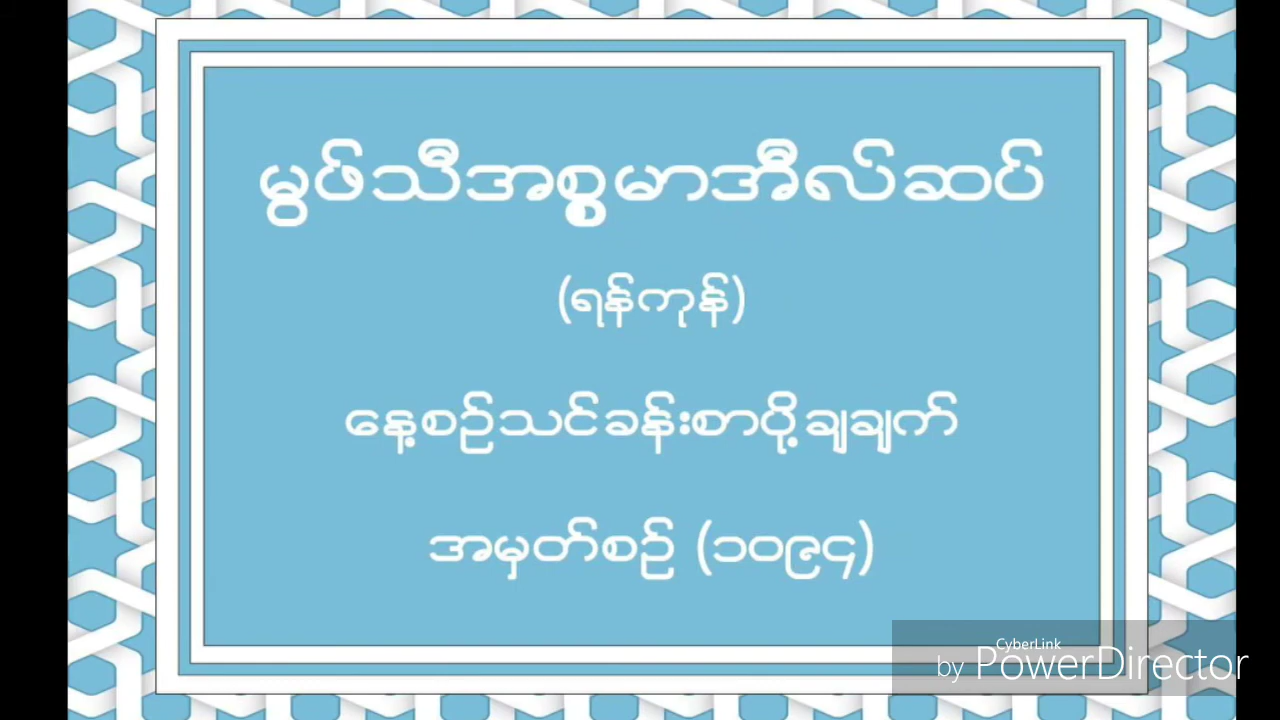 မွဖ်သီအစ္စမာအီလ်ဆပ်
(ရန်ကုန်)
နေ့စဉ်သင်ခန်းစာပို့ချချက်
အမှတ်စဉ် (၁၀၉၄)
CyberLink
by PowerDirector